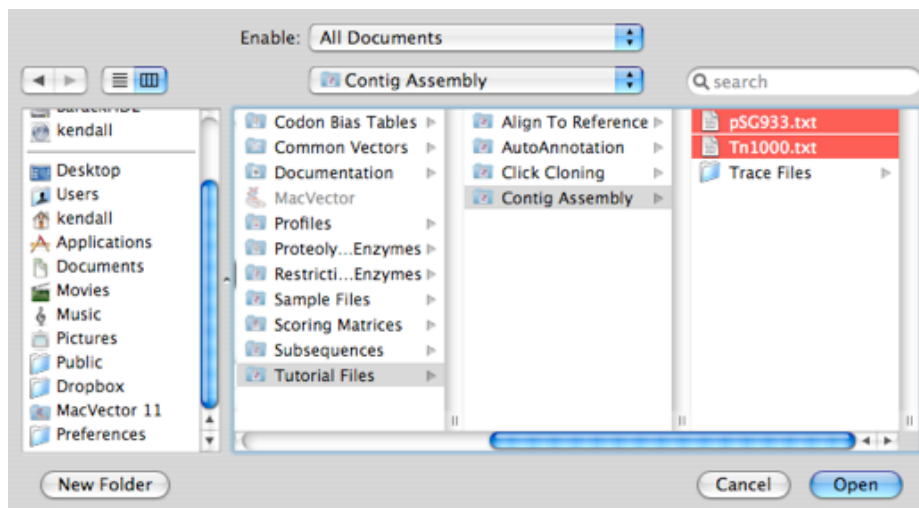 Enable: All Documents
Contig Assembly
search
kendall
Desktop
Users
kendall
Applications
Documents
Movies
Music
Pictures
Public
Dropbox
MacVector 11
Preferences
Codon Bias Tables
Common Vectors
Documentation
MacVector
Profiles
Proteoly...Enzymes
Restricti...Enzymes
Sample Files
Scoring Matrices
Subsequences
Tutorial Files
Align To Reference
AutoAnnotation
Click Cloning
Contig Assembly
pSG933.txt
Tn1000.txt
Trace Files
New Folder
Cancel
Open